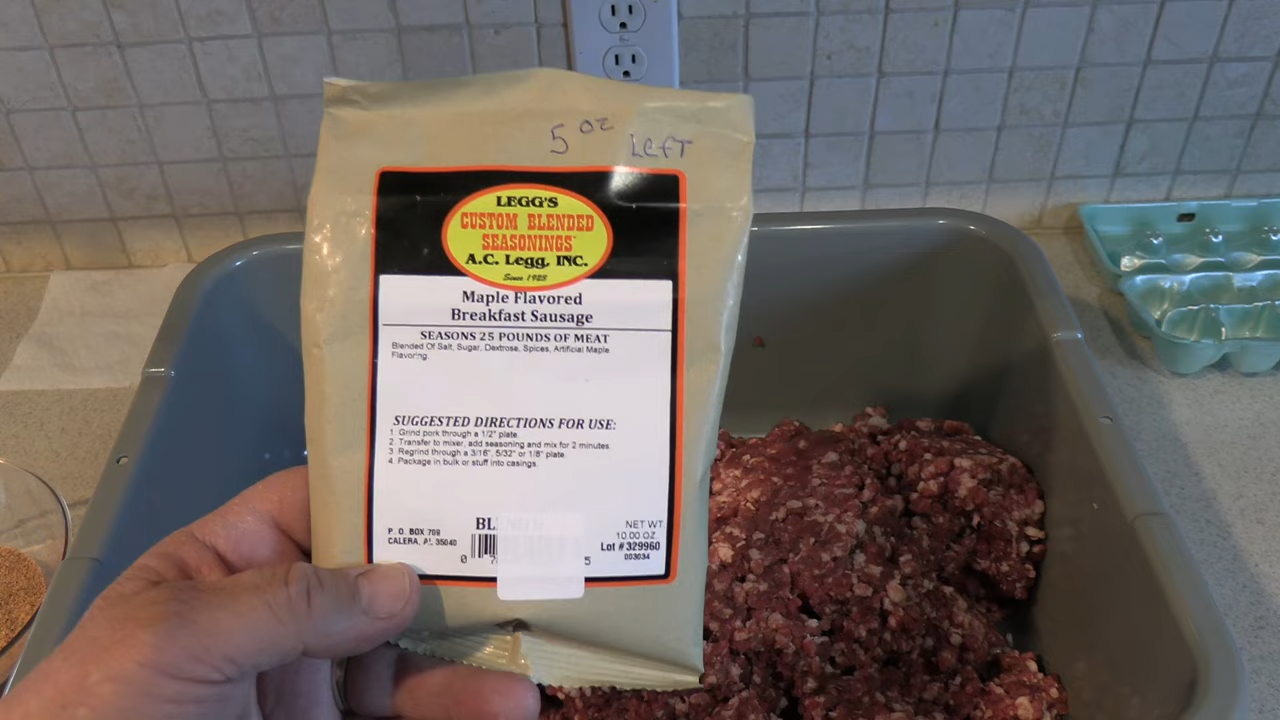 5 oz Left
LEGG'S
CUSTOM BLENDED
SEASONINGS
A.C. Legg, INC.
Since 1923
Maple Flavored
Breakfast Sausage
SEASONS 25 POUNDS OF MEAT
Blended Of Salt, Sugar, Dextrose, Spices, Artificial Maple
Flavoring.
SUGGESTED DIRECTIONS FOR USE:
1. Grind pork through a 1/2" plate.
2. Transfer to mixer, add seasoning and mix for 2 minutes.
3. Regrind through a 3/16", 5/32" or 1/8" plate.
4. Package in bulk or stuff into casings.
P. O. BOX 709
CALERA, AL 35040
NET WT
10.00 OZ.
Lot # 329960
003034